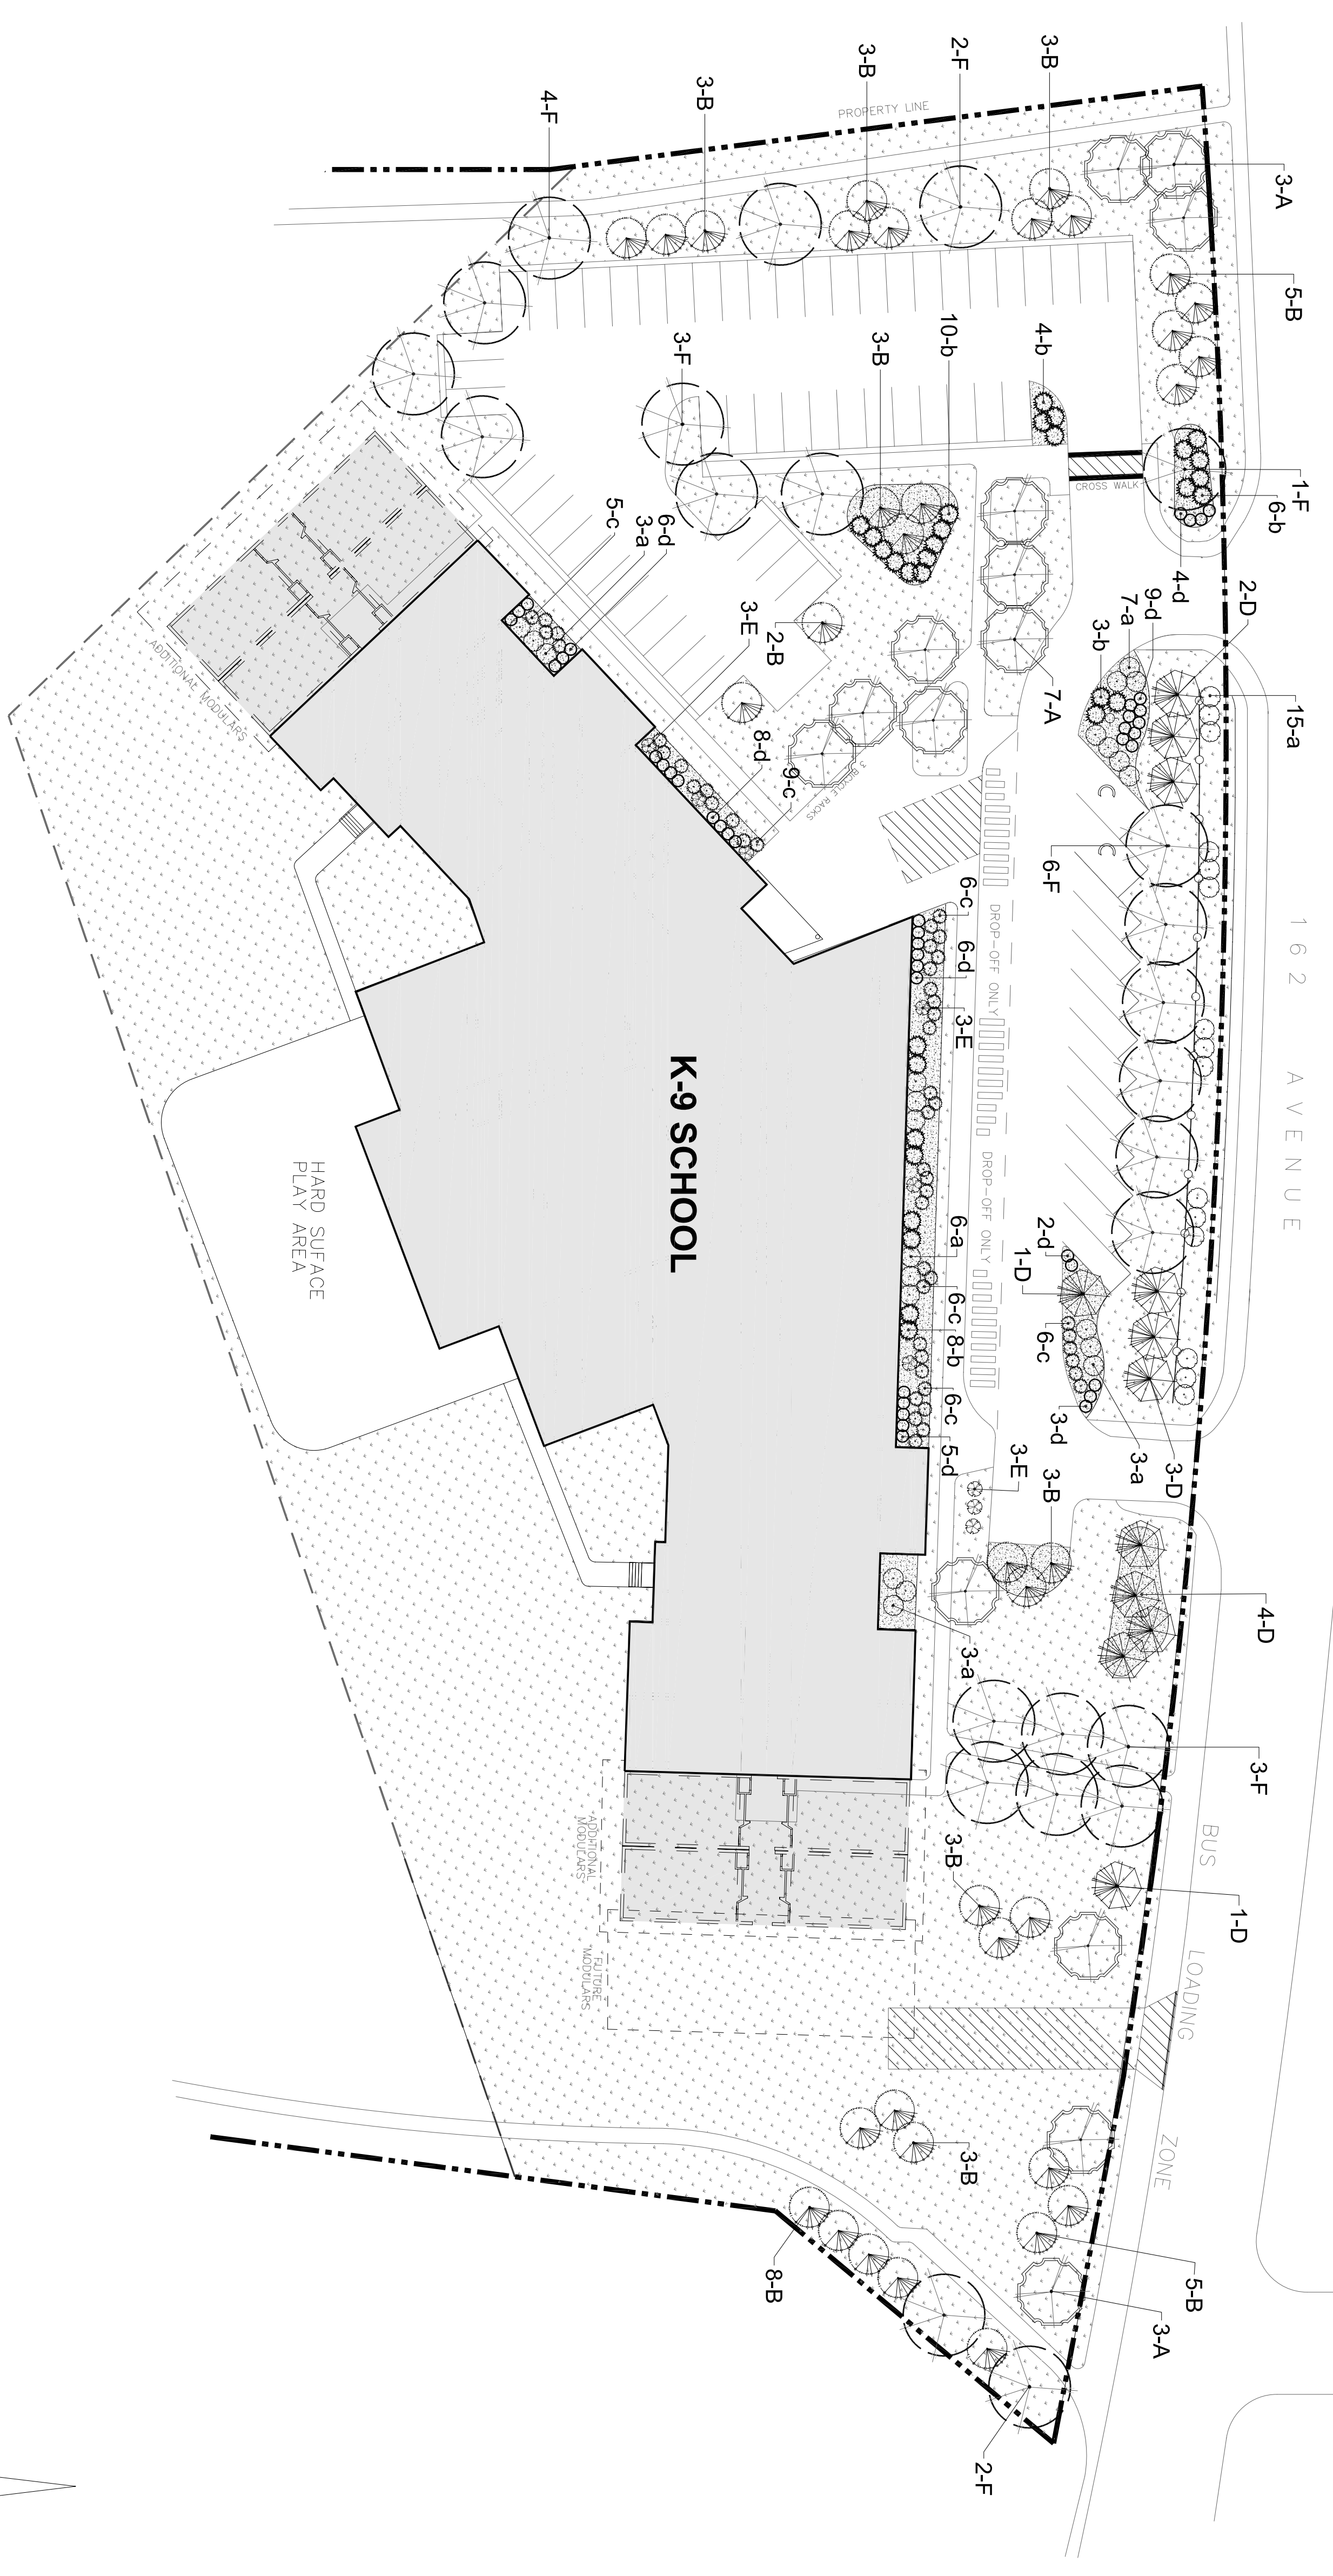 4-F
3-B
3-B
2-F
3-B
PROPERTY LINE
3-A
5-B
3-F
3-B
10-b
4-b
CROSS WALK
1-F
6-b
4-d
5-c
3-a
6-d
3-E
2-B
7-A
3-b
7-a
9-d
2-D
15-a
8-d
9-c
3 BICYCLE RACKS
6-F
ADDITIONAL MODULARS
6-c
6-d
3-E
DROP-OFF ONLY
DROP-OFF ONLY
162 AVENUE
K-9 SCHOOL
HARD SUFACE
PLAY AREA
6-a
6-c
8-b
6-c
5-d
2-d
1-D
6-c
3-d
3-a
3-D
3-E
3-B
4-D
3-a
3-F
3-B
1-D
ADDITIONAL
MODULARS
FUTURE
MODULARS
BUS LOADING ZONE
3-B
8-B
5-B
3-A
2-F